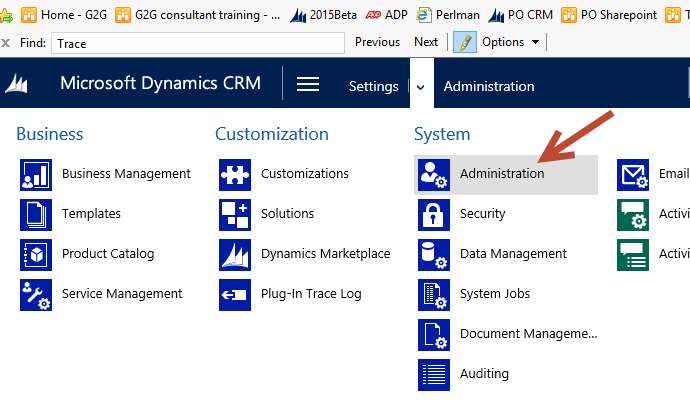 Home - G2G G2G consultant training - ... 2015Beta ADP Perlman PO CRM PO Sharepoint T
x Find: Trace Previous Next Options
Microsoft Dynamics CRM Settings Administration
Business Customization System
Business Management Customizations Administration Email
Templates Solutions Security Activi
Product Catalog Dynamics Marketplace Data Management Activi
Service Management Plug-In Trace Log System Jobs
Document Manageme...
Auditing